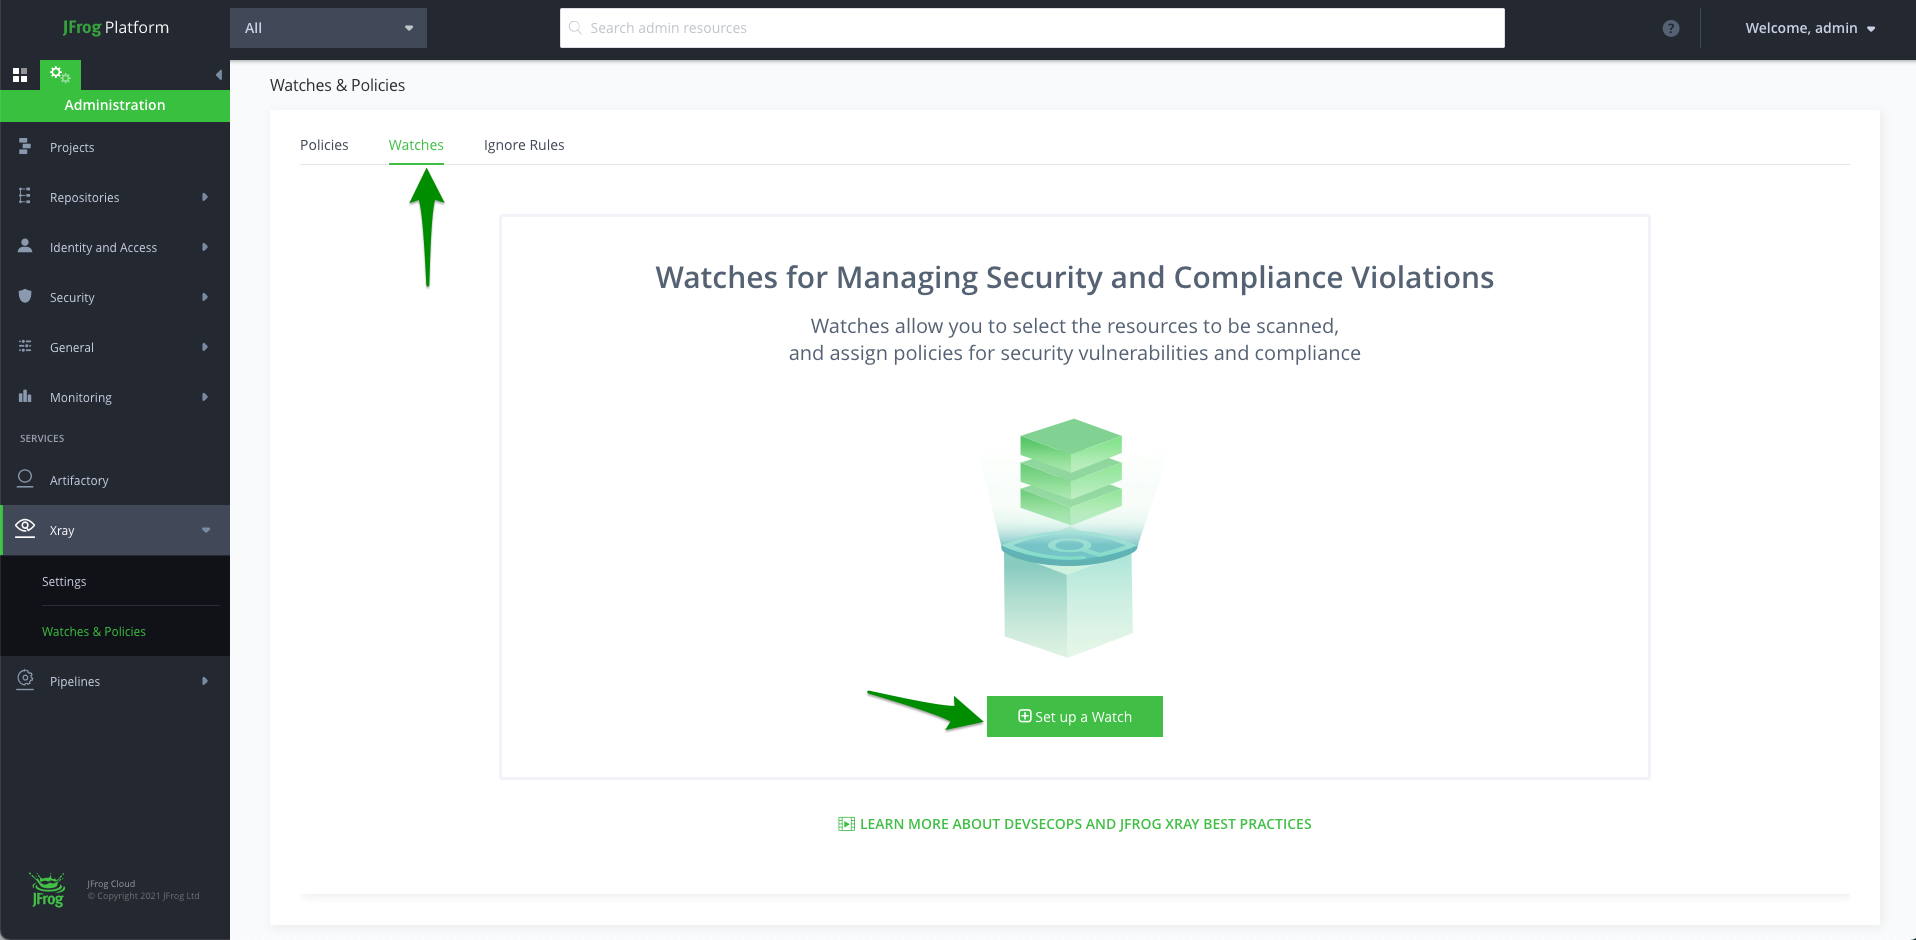 JFrog Platform
All
Search admin resources
?
Welcome, admin
Administration
Projects
Repositories
Identity and Access
Security
General
Monitoring
SERVICES
Artifactory
Xray
Settings
Watches & Policies
Pipelines
JFrog
JFrog Cloud
© Copyright 2021 JFrog Ltd
Watches & Policies
Policies
Watches
Ignore Rules
Watches for Managing Security and Compliance Violations
Watches allow you to select the resources to be scanned,
and assign policies for security vulnerabilities and compliance
Set up a Watch
LEARN MORE ABOUT DEVSECOPS AND JFROG XRAY BEST PRACTICES